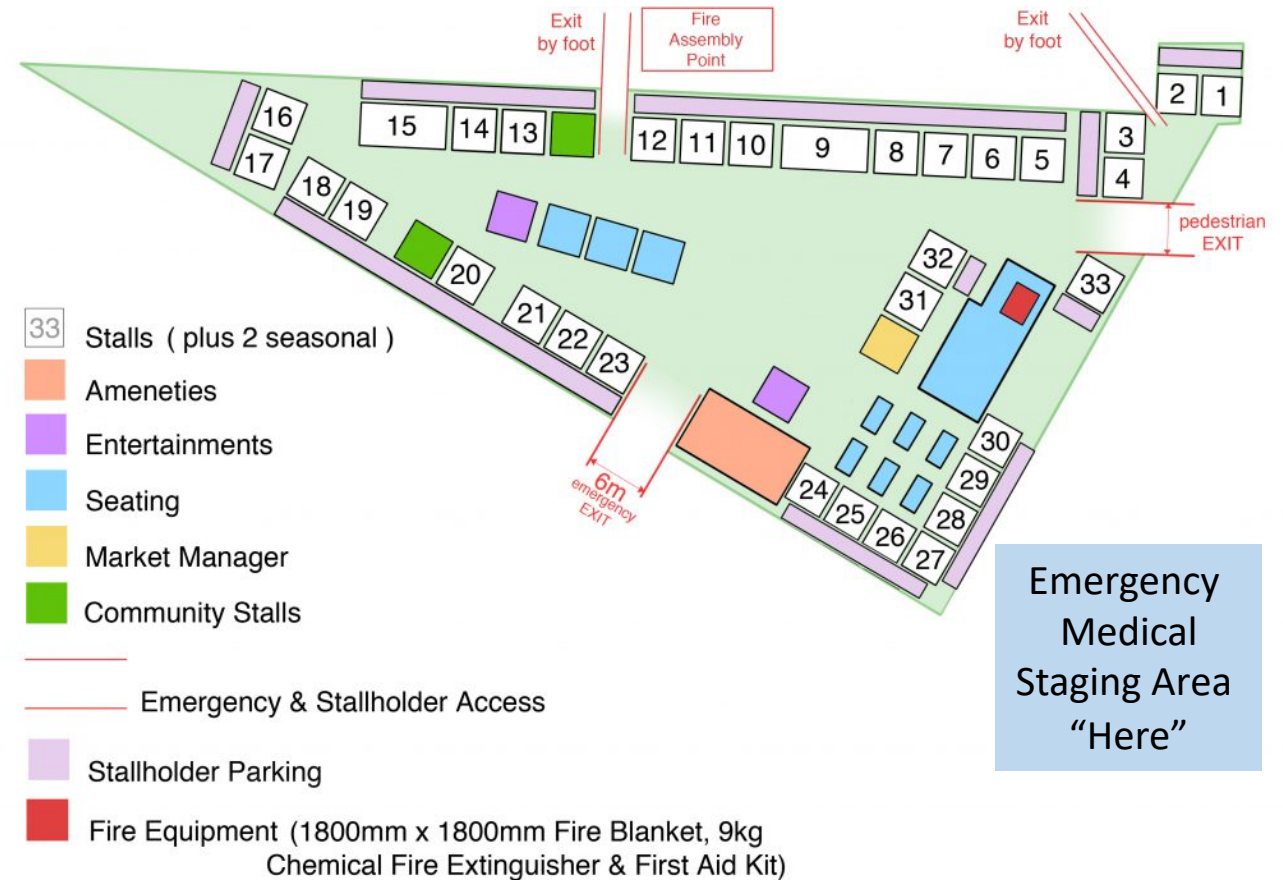 Exit
by foot
Fire
Assembly
Point
Exit
by foot
2
1
16
15
14
13
12
11
10
9
8
7
6
5
3
4
17
18
19
20
pedestrian
EXIT
32
31
33
21
22
23
33
Stalls ( plus 2 seasonal )
Ameneties
Entertainments
Seating
Market Manager
Community Stalls
6m
emergency
EXIT
30
29
28
27
24
25
26
Emergency
Medical
Staging Area
“Here”
Emergency & Stallholder Access
Stallholder Parking
Fire Equipment (1800mm x 1800mm Fire Blanket, 9kg
Chemical Fire Extinguisher & First Aid Kit)